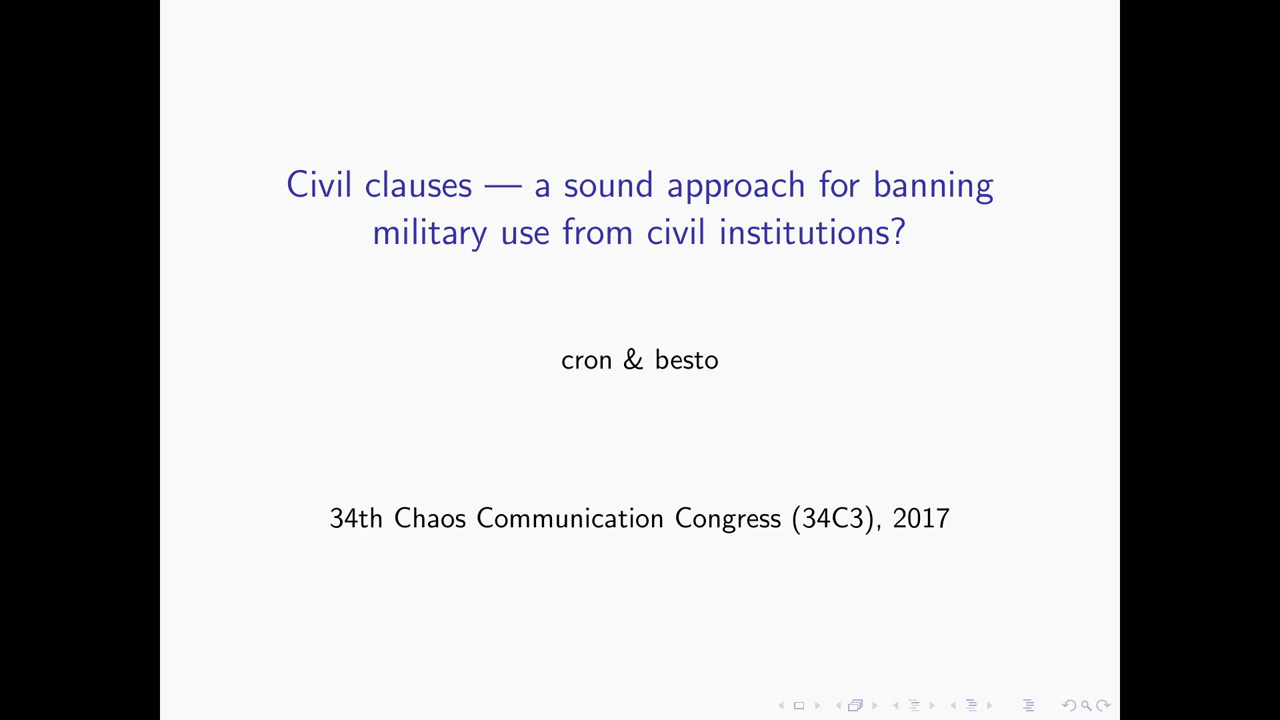 Civil clauses — a sound approach for banning
military use from civil institutions?
cron & besto
34th Chaos Communication Congress (34C3), 2017